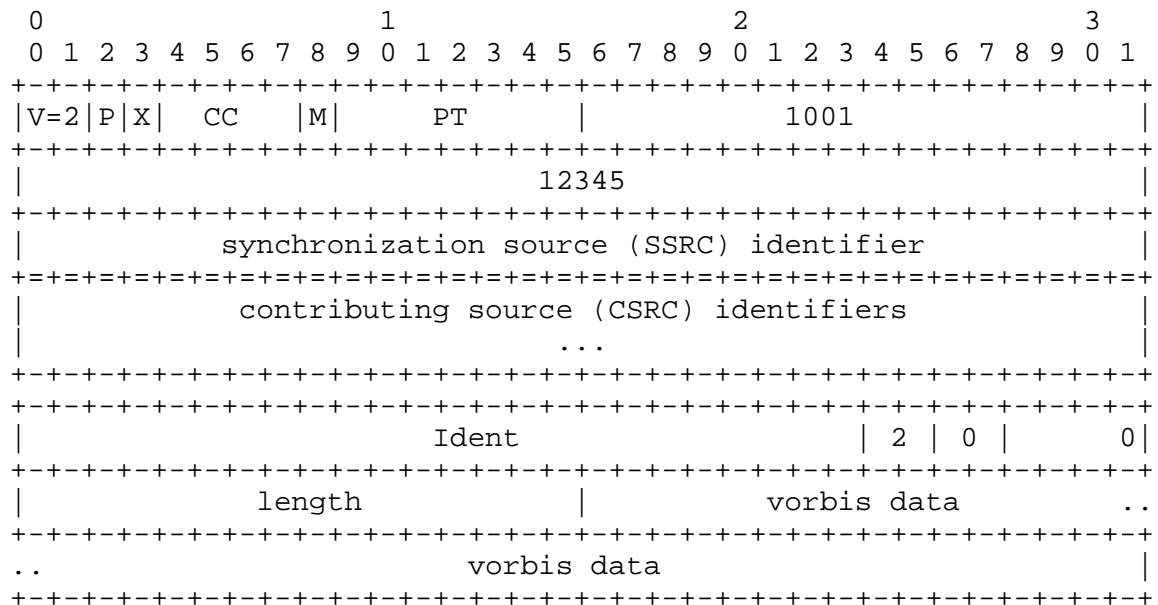 0                   1                   2                   3
 0 1 2 3 4 5 6 7 8 9 0 1 2 3 4 5 6 7 8 9 0 1 2 3 4 5 6 7 8 9 0 1
+-+-+-+-+-+-+-+-+-+-+-+-+-+-+-+-+-+-+-+-+-+-+-+-+-+-+-+-+-+-+-+-+
|V=2|P|X|  CC   |M|     PT      |           1001                |
+-+-+-+-+-+-+-+-+-+-+-+-+-+-+-+-+-+-+-+-+-+-+-+-+-+-+-+-+-+-+-+-+
|                             12345                             |
+-+-+-+-+-+-+-+-+-+-+-+-+-+-+-+-+-+-+-+-+-+-+-+-+-+-+-+-+-+-+-+-+
|           synchronization source (SSRC) identifier            |
+=+=+=+=+=+=+=+=+=+=+=+=+=+=+=+=+=+=+=+=+=+=+=+=+=+=+=+=+=+=+=+=+
|            contributing source (CSRC) identifiers             |
|                              ...                              |
+-+-+-+-+-+-+-+-+-+-+-+-+-+-+-+-+-+-+-+-+-+-+-+-+-+-+-+-+-+-+-+-+
+-+-+-+-+-+-+-+-+-+-+-+-+-+-+-+-+-+-+-+-+-+-+-+-+-+-+-+-+-+-+-+-+
|                       Ident                   | 2 | 0 |      0|
+-+-+-+-+-+-+-+-+-+-+-+-+-+-+-+-+-+-+-+-+-+-+-+-+-+-+-+-+-+-+-+-+
|             length            |          vorbis data         ..
+-+-+-+-+-+-+-+-+-+-+-+-+-+-+-+-+-+-+-+-+-+-+-+-+-+-+-+-+-+-+-+-+
..                        vorbis data                           |
+-+-+-+-+-+-+-+-+-+-+-+-+-+-+-+-+-+-+-+-+-+-+-+-+-+-+-+-+-+-+-+-+